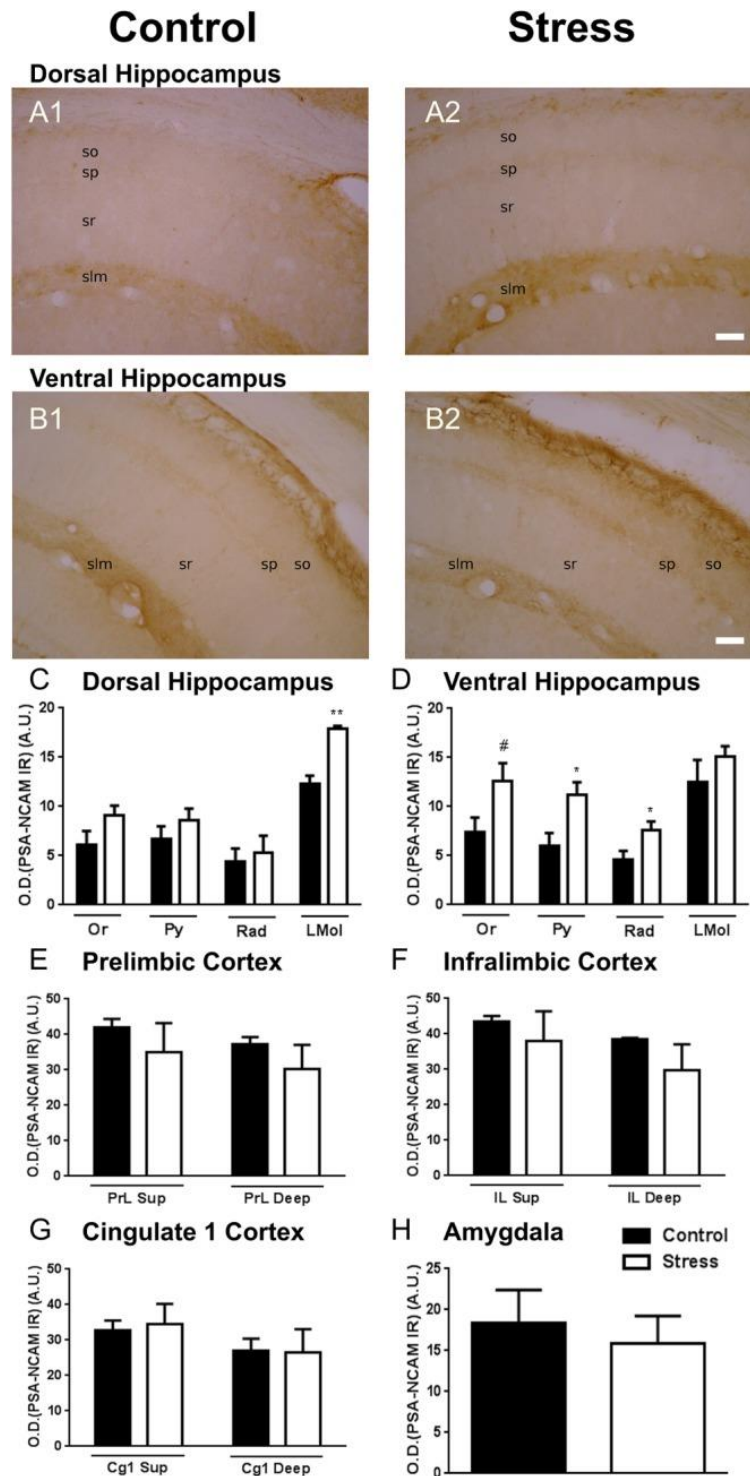 Control Stress
Dorsal Hippocampus
A1 A2
so so
sp sp
sr sr
slm slm
Ventral Hippocampus
B1 B2
slm sr sp so slm sr sp so
C Dorsal Hippocampus
O.D.(PSA-NCAM IR) (A.U.)
20
15
10
5
0
**
Or Py Rad LMol
D Ventral Hippocampus
O.D.(PSA-NCAM IR) (A.U.)
20
15
10
5
0
# * *
Or Py Rad LMol
E Prelimbic Cortex
O.D.(PSA-NCAM IR) (A.U.)
50
40
30
20
10
0
PrL Sup PrL Deep
F Infralimbic Cortex
O.D.(PSA-NCAM IR) (A.U.)
50
40
30
20
10
0
IL Sup IL Deep
G Cingulate 1 Cortex
O.D.(PSA-NCAM IR) (A.U.)
50
40
30
20
10
0
Cg1 Sup Cg1 Deep
H Amygdala
Control
Stress
O.D.(PSA-NCAM IR) (A.U.)
25
20
15
10
5
0